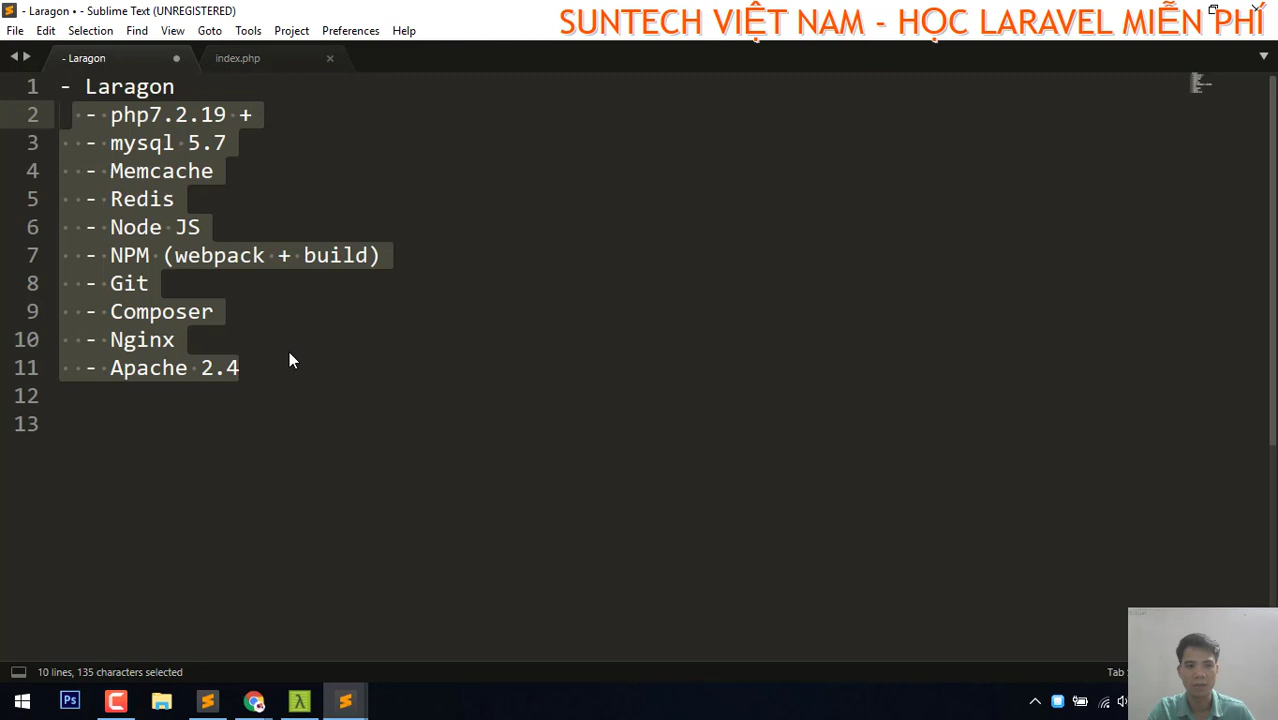 - Laragon • - Sublime Text (UNREGISTERED)
SUNTECH VIỆT NAM - HỌC LARAVEL MIỄN PHÍ
File Edit Selection Find View Goto Tools Project Preferences Help
- Laragon index.php
1 - Laragon
2 - php7.2.19 +
3 - mysql 5.7
4 - Memcache
5 - Redis
6 - Node JS
7 - NPM (webpack + build)
8 - Git
9 - Composer
10 - Nginx
11 - Apache 2.4
12
13
10 lines, 135 characters selected
Tab
Ps